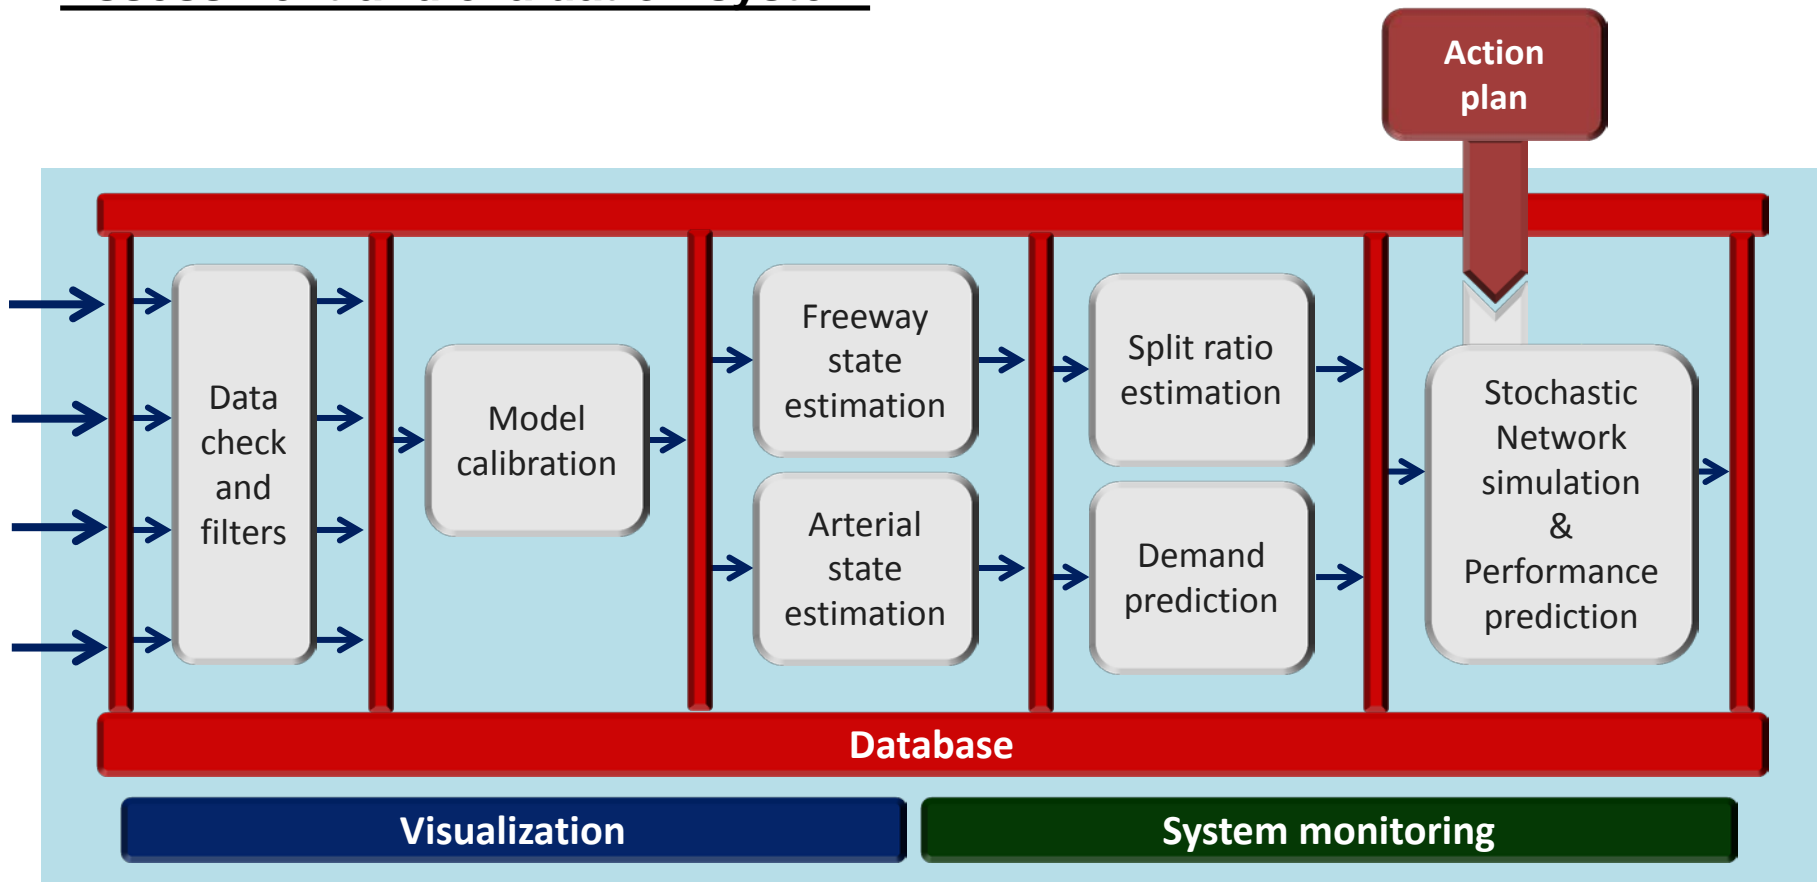 Action
plan
Data
check
and
filters
Model
calibration
Freeway
state
estimation
Arterial
state
estimation
Split ratio
estimation
Demand
prediction
Stochastic
Network
simulation
&
Performance
prediction
Database
Visualization
System monitoring